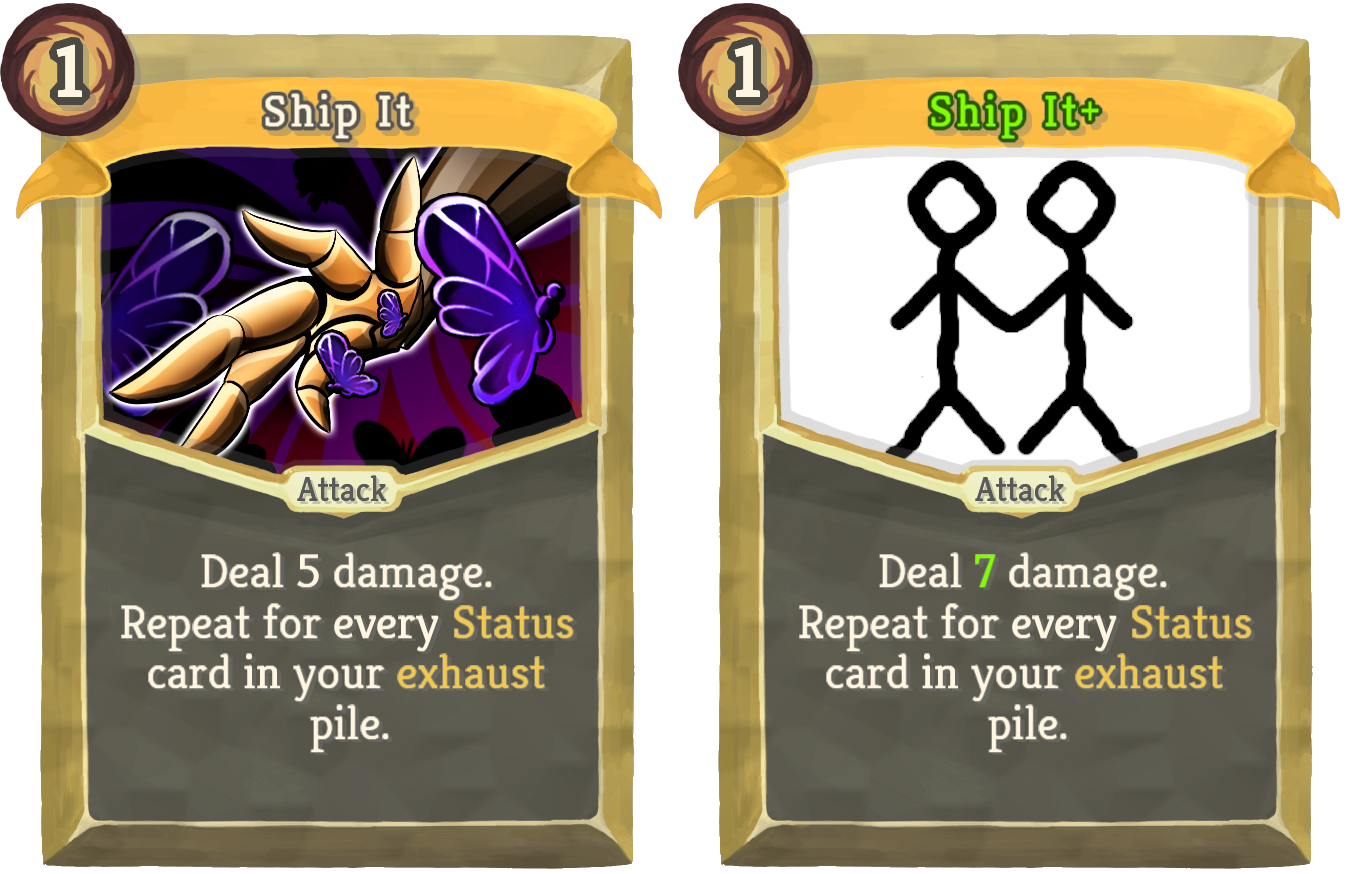 1
Ship It
Attack
Deal 5 damage.
Repeat for every Status
card in your exhaust
pile.
1
Ship It+
Attack
Deal 7 damage.
Repeat for every Status
card in your exhaust
pile.